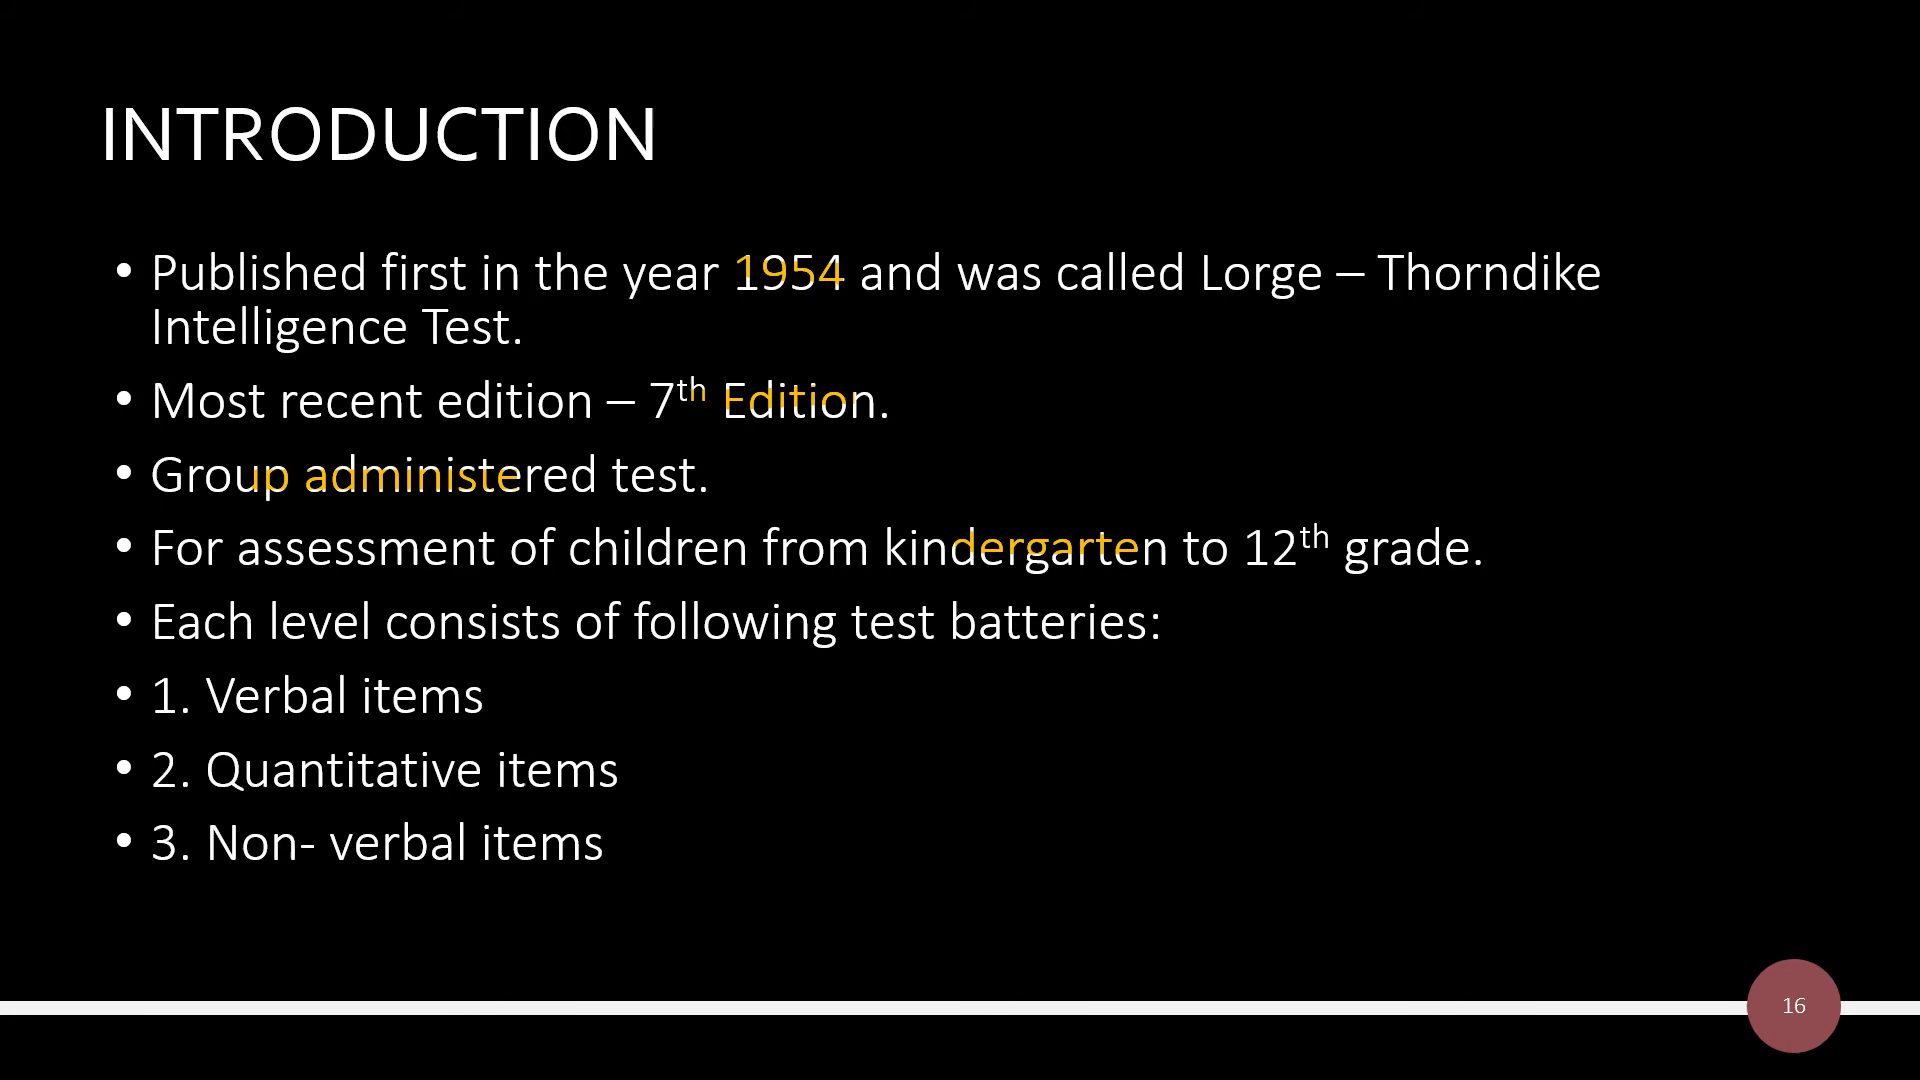 INTRODUCTION
• Published first in the year 1954 and was called Lorge – Thorndike
Intelligence Test.
• Most recent edition – 7th Edition.
• Group administered test.
• For assessment of children from kindergarten to 12th grade.
• Each level consists of following test batteries:
• 1. Verbal items
• 2. Quantitative items
• 3. Non- verbal items
16